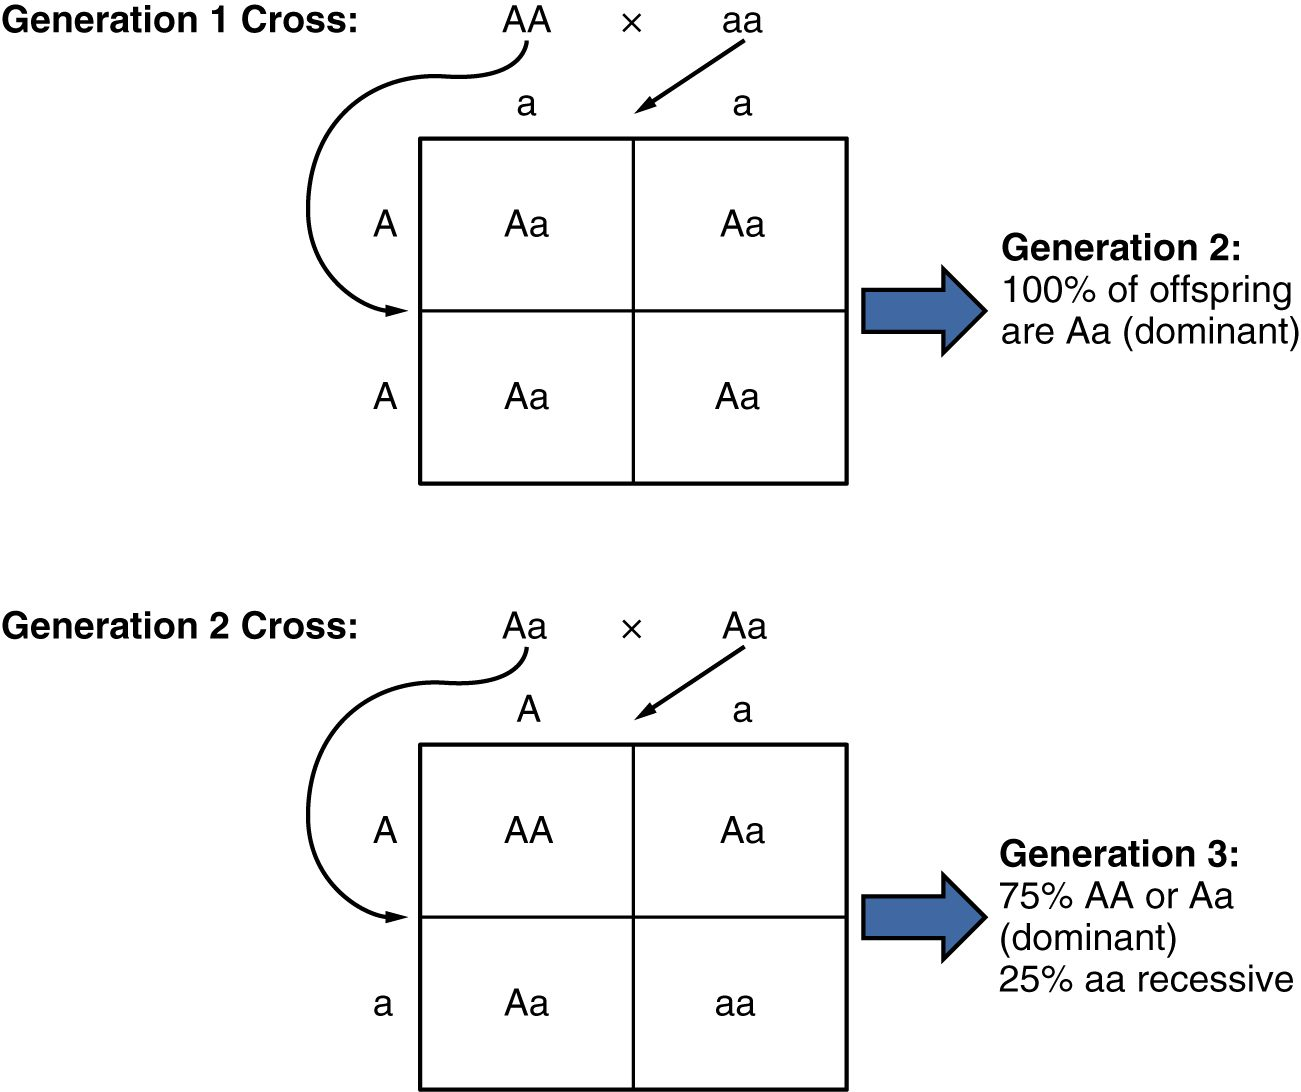 Generation 1 Cross: AA × aa
a a
A Aa Aa
A Aa Aa
Generation 2:
100% of offspring
are Aa (dominant)
Generation 2 Cross: Aa × Aa
A a
A AA Aa
a Aa aa
Generation 3:
75% AA or Aa
(dominant)
25% aa recessive